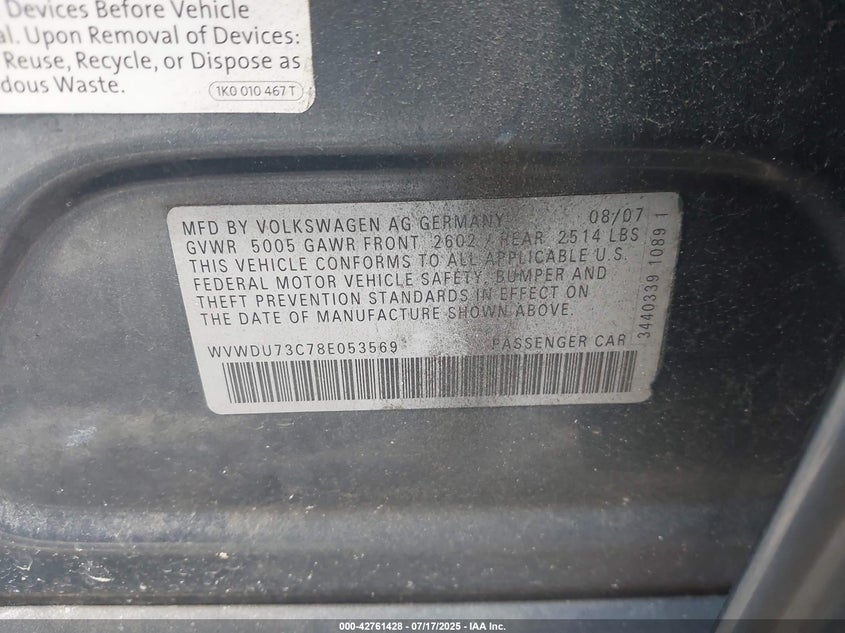 Devices Before Vehicle
al. Upon Removal of Devices:
Reuse, Recycle, or Dispose as
dous Waste.
1K0 010 467 T
MFD BY VOLKSWAGEN AG GERMANY 08/07
GVWR 5005 GAWR FRONT 2602 / REAR 2514 LBS
THIS VEHICLE CONFORMS TO ALL APPLICABLE U.S.
FEDERAL MOTOR VEHICLE SAFETY, BUMPER AND
THEFT PREVENTION STANDARDS IN EFFECT ON
THE DATE OF MANUFACTURE SHOWN ABOVE.
WVWDU73C78E053569 PASSENGER CAR
3440339 1089 1
000-42761428 - 07/17/2025 - IAA Inc.